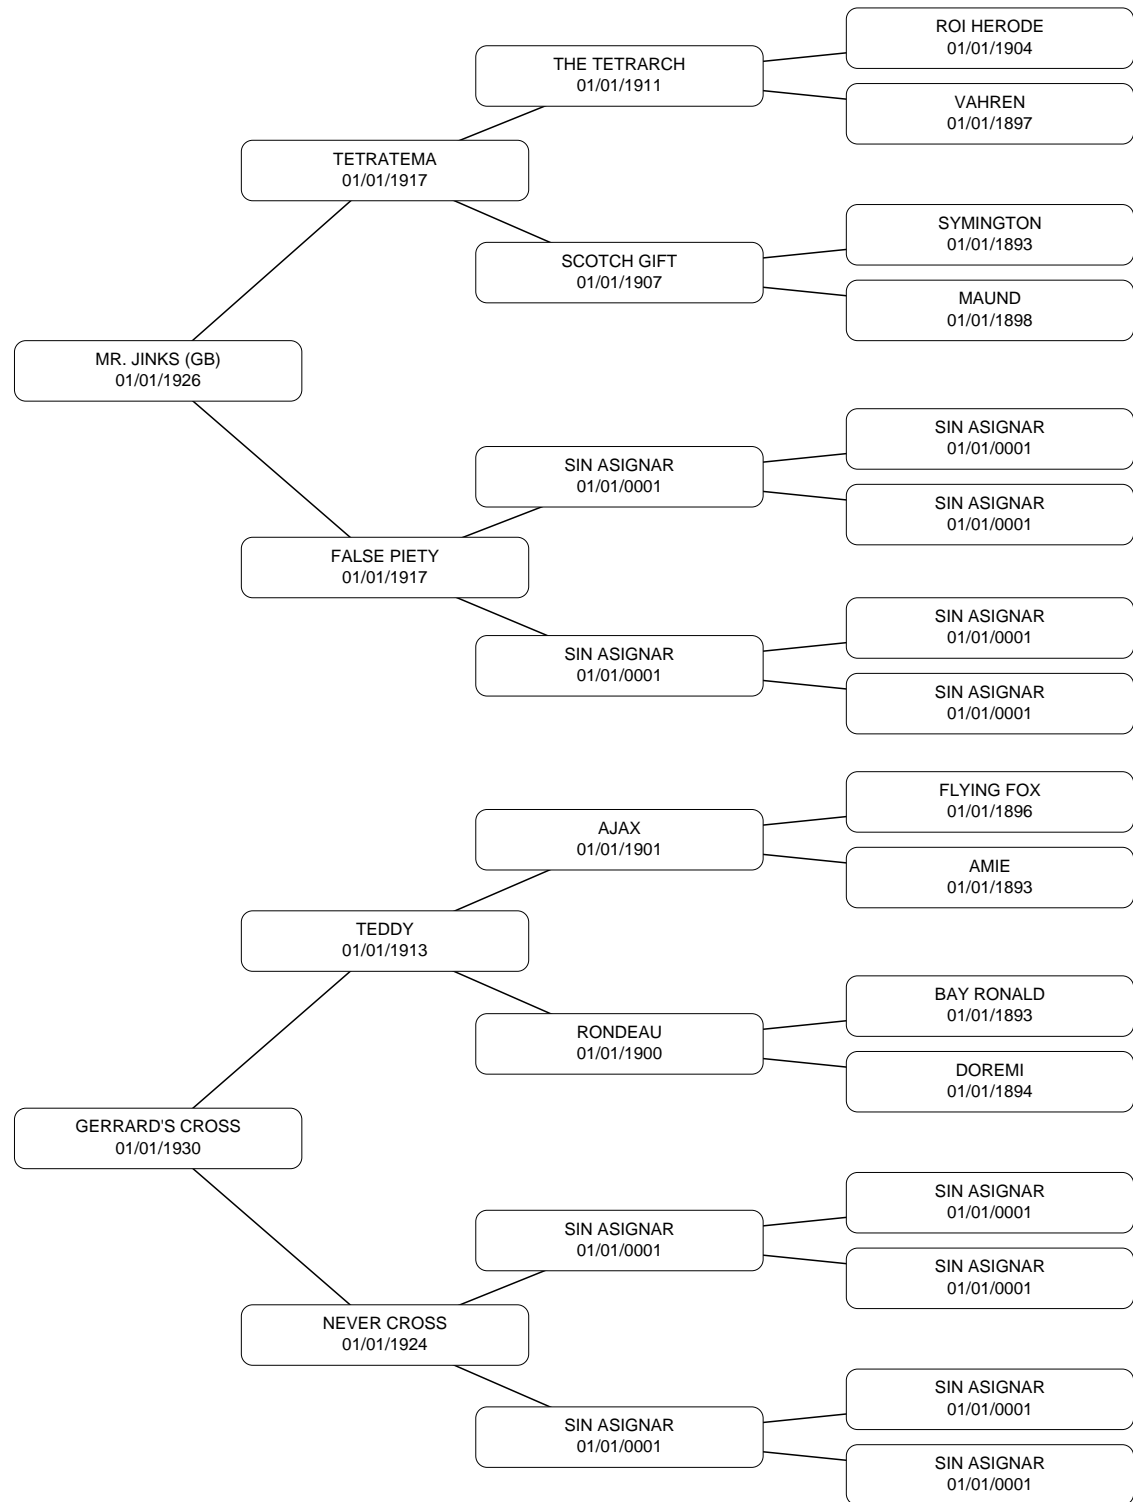 ROI HERODE
01/01/1904
THE TETRARCH
01/01/1911
VAHREN
01/01/1897
TETRATEMA
01/01/1917
SYMINGTON
01/01/1893
SCOTCH GIFT
01/01/1907
MAUND
01/01/1898
MR. JINKS (GB)
01/01/1926
SIN ASIGNAR
01/01/0001
SIN ASIGNAR
01/01/0001
SIN ASIGNAR
01/01/0001
FALSE PIETY
01/01/1917
SIN ASIGNAR
01/01/0001
SIN ASIGNAR
01/01/0001
SIN ASIGNAR
01/01/0001
FLYING FOX
01/01/1896
AJAX
01/01/1901
AMIE
01/01/1893
TEDDY
01/01/1913
BAY RONALD
01/01/1893
RONDEAU
01/01/1900
DOREMI
01/01/1894
GERRARD'S CROSS
01/01/1930
SIN ASIGNAR
01/01/0001
SIN ASIGNAR
01/01/0001
SIN ASIGNAR
01/01/0001
NEVER CROSS
01/01/1924
SIN ASIGNAR
01/01/0001
SIN ASIGNAR
01/01/0001
SIN ASIGNAR
01/01/0001